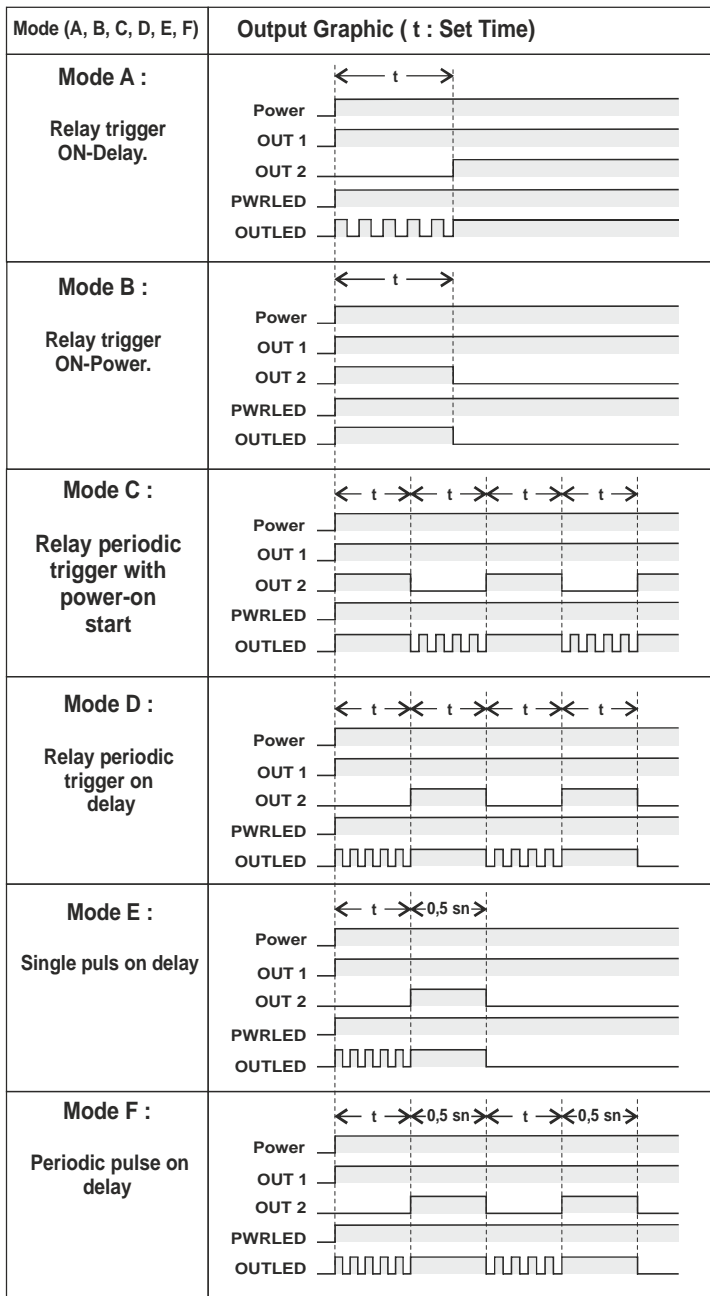 Mode (A, B, C, D, E, F)
Output Graphic ( t : Set Time)
Mode A :
Relay trigger
ON-Delay.
t
Power
OUT 1
OUT 2
PWRLED
OUTLED
Mode B :
Relay trigger
ON-Power.
t
Power
OUT 1
OUT 2
PWRLED
OUTLED
Mode C :
Relay periodic
trigger with
power-on
start
t t t t
Power
OUT 1
OUT 2
PWRLED
OUTLED
Mode D :
Relay periodic
trigger on
delay
t t t t
Power
OUT 1
OUT 2
PWRLED
OUTLED
Mode E :
Single puls on delay
t 0,5 sn
Power
OUT 1
OUT 2
PWRLED
OUTLED
Mode F :
Periodic pulse on
delay
t 0,5 sn t 0,5 sn
Power
OUT 1
OUT 2
PWRLED
OUTLED